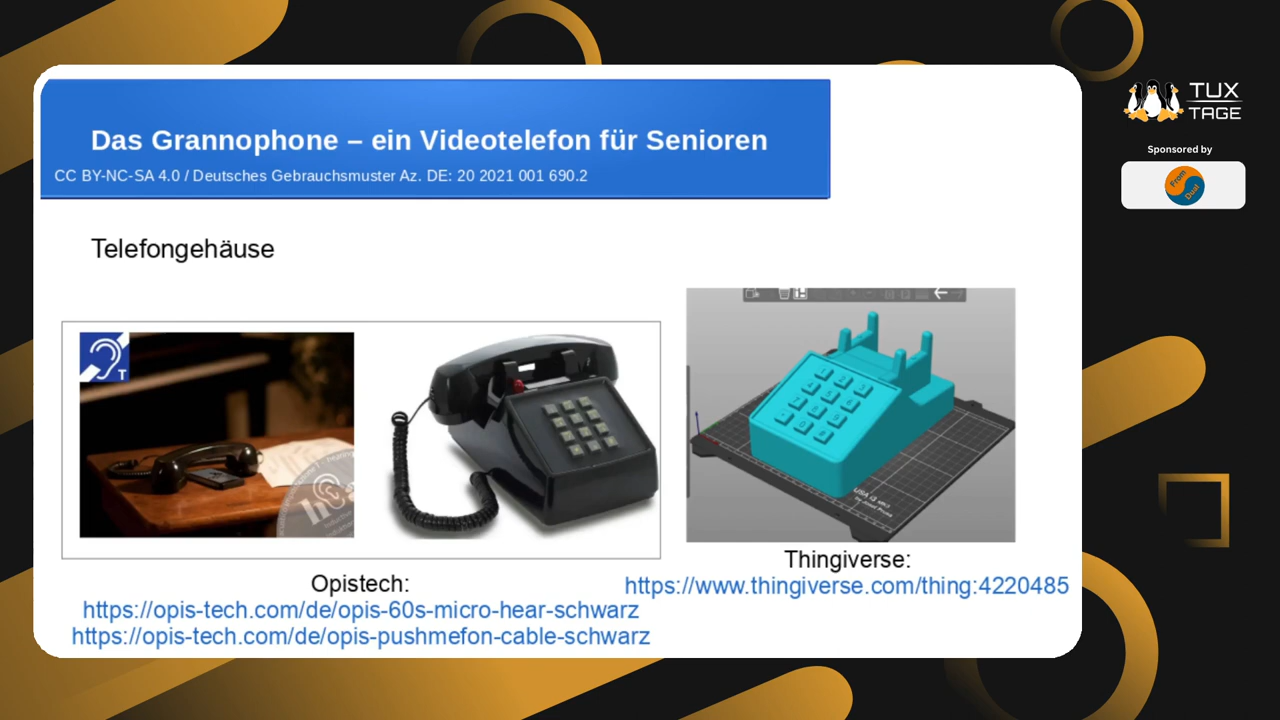 Das Grannophone – ein Videotelefon für Senioren
CC BY-NC-SA 4.0 / Deutsches Gebrauchsmuster Az. DE: 20 2021 001 690.2
Telefongehäuse
T
Opistech:
https://opis-tech.com/de/opis-60s-micro-hear-schwarz
https://opis-tech.com/de/opis-pushmefon-cable-schwarz
Thingiverse:
https://www.thingiverse.com/thing:4220485
TUX
TAGE
Sponsored by
From
Dual